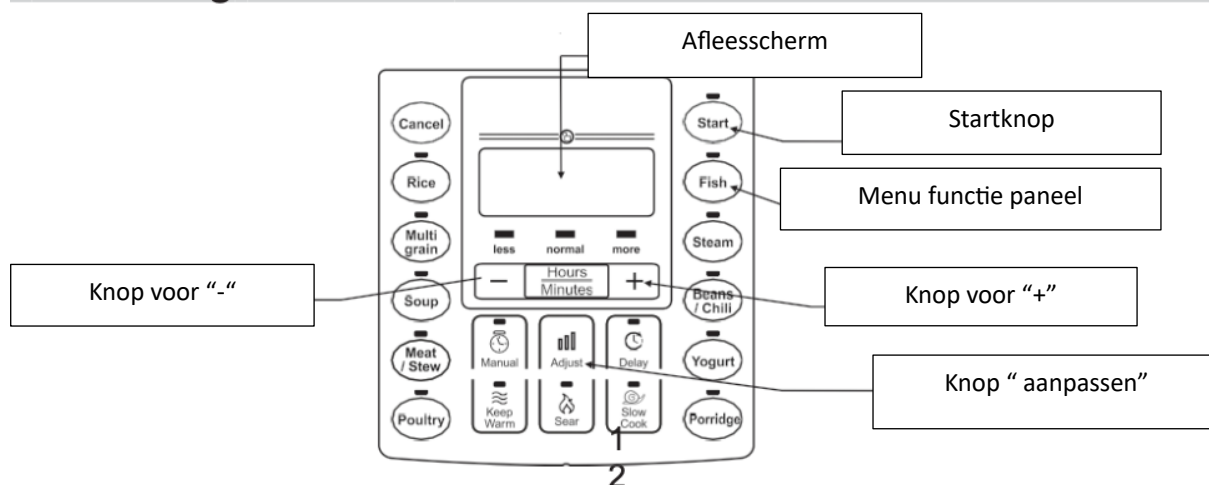 Afleesscherm
Cancel
Start
Startknop
Rice
Fish
Menu functie paneel
Multi
grain
less normal more
Steam
Knop voor “-“
Soup
— Hours +
Minutes
Beans
/ Chili
Knop voor “+”
Meat
/ Stew
Manual
Adjust
Delay
Yogurt
Knop “ aanpassen”
Poultry
Keep
Warm
Sear
Slow
Cook
Porridge
1
2